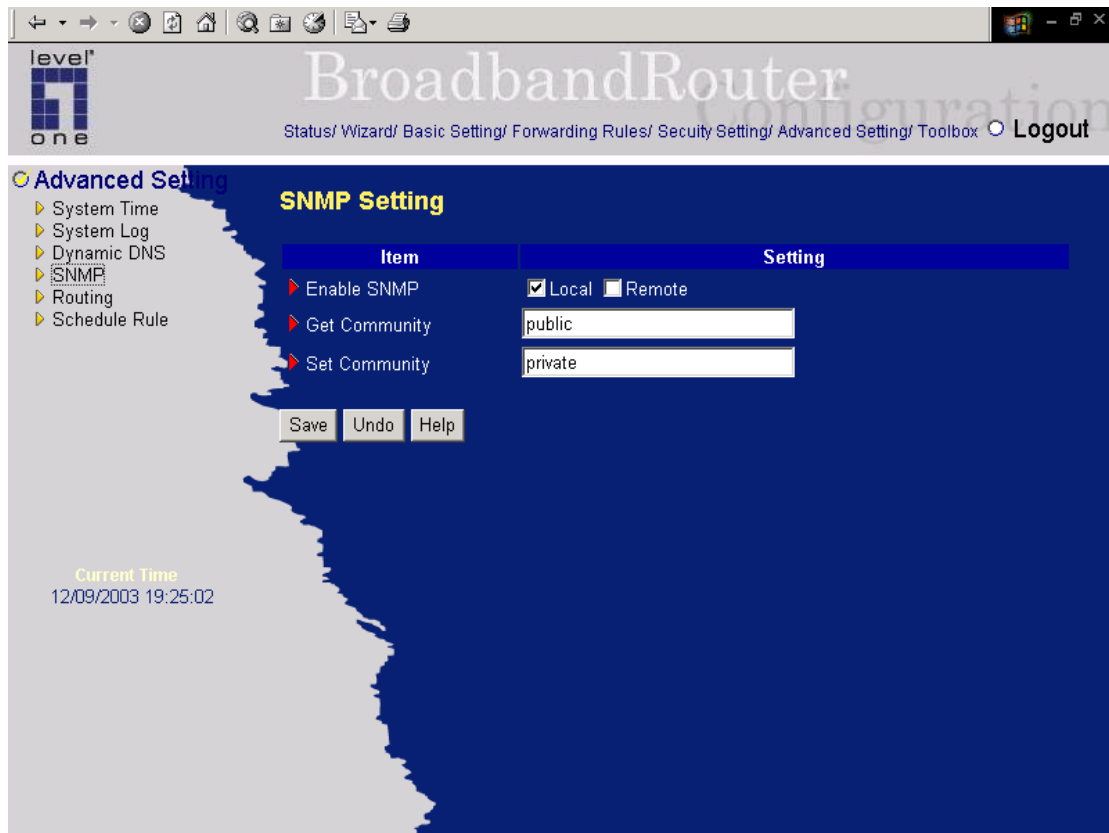 level
one
BroadbandRouter
Configuration
Status/ Wizard/ Basic Setting/ Forwarding Rules/ Secuity Setting/ Advanced Setting/ Toolbox Logout
Advanced Setting
System Time
System Log
Dynamic DNS
SNMP
Routing
Schedule Rule
Current Time
12/09/2003 19:25:02
SNMP Setting
Item Setting
Enable SNMP Local Remote
Get Community public
Set Community private
Save Undo Help